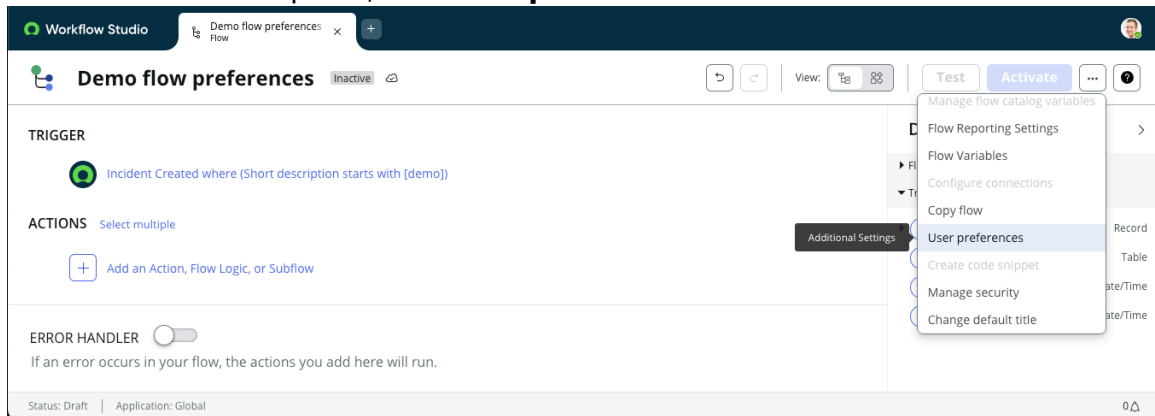 Workflow Studio
Demo flow preferences
Flow
Demo flow preferences Inactive
View:
Test Activate
Manage flow catalog variables
TRIGGER
Flow Reporting Settings
Incident Created where (Short description starts with [demo])
Flow Variables
Configure connections
Copy flow
ACTIONS Select multiple
Additional Settings
User preferences
Record
Add an Action, Flow Logic, or Subflow
Create code snippet
Table
Manage security
ate/Time
Change default title
ate/Time
ERROR HANDLER
If an error occurs in your flow, the actions you add here will run.
Status: Draft | Application: Global
0